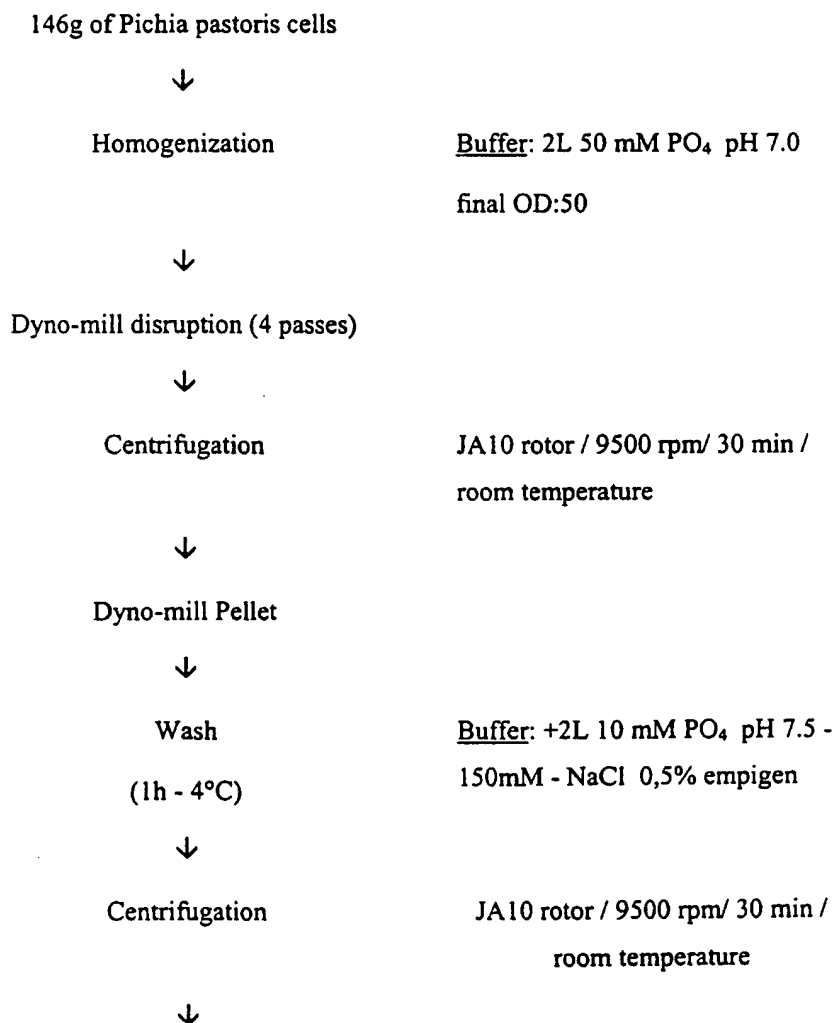 146g of Pichia pastoris cells
↓
Homogenization Buffer: 2L 50 mM PO₄ pH 7.0
final OD:50
↓
Dyno-mill disruption (4 passes)
↓
Centrifugation JA10 rotor / 9500 rpm/ 30 min /
room temperature
↓
Dyno-mill Pellet
↓
Wash Buffer: +2L 10 mM PO₄ pH 7.5 -
(1h - 4°C) 150mM - NaCl 0,5% empigen
↓
Centrifugation JA10 rotor / 9500 rpm/ 30 min /
room temperature
↓